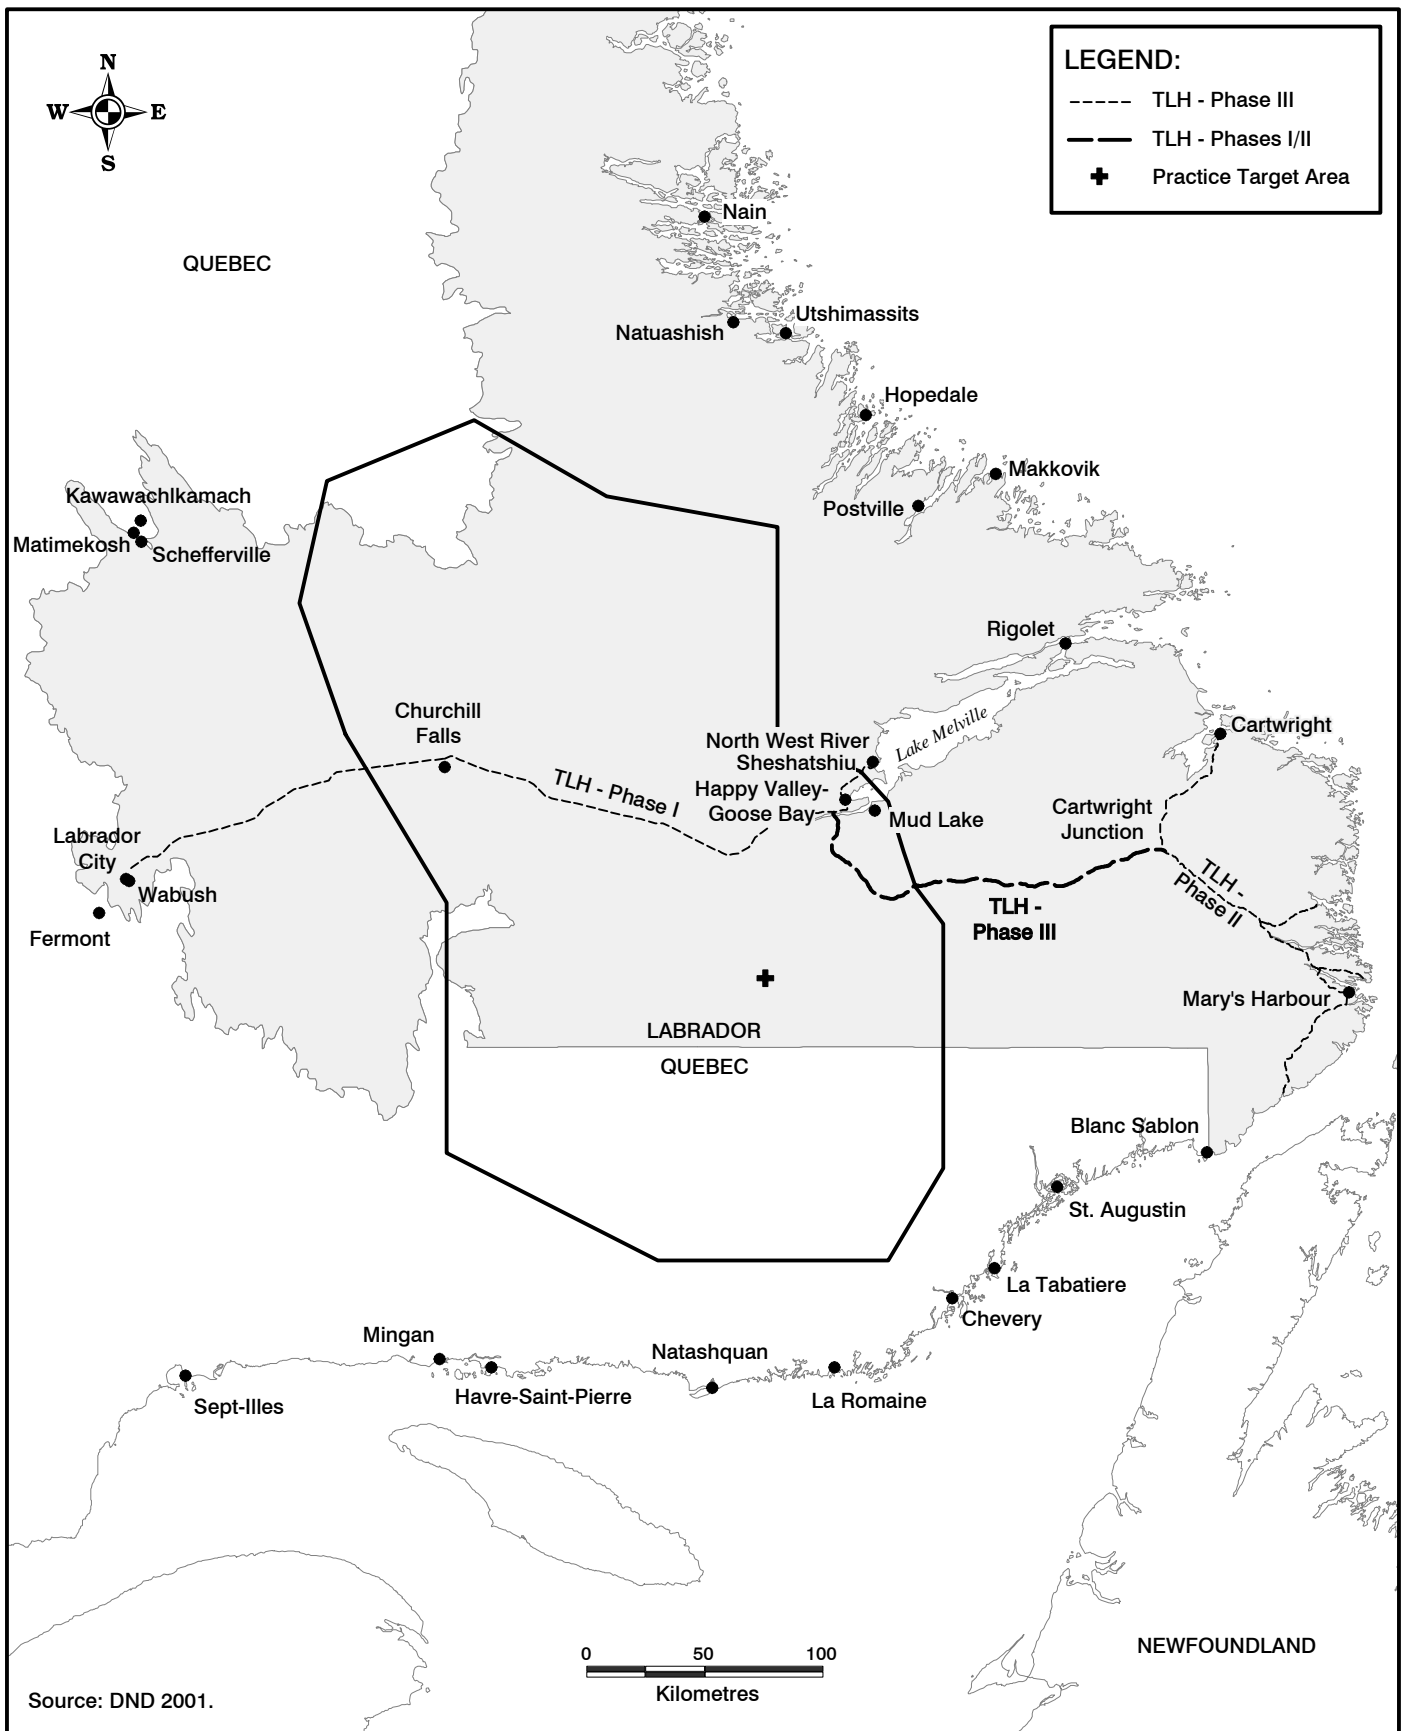 N
W E
S
LEGEND:
TLH - Phase III
TLH - Phases I/II
Practice Target Area
Nain
QUEBEC
Utshimassits
Natuashish
Hopedale
Makkovik
Postville
Kawawachlkamach
Matimekosh
Schefferville
Rigolet
Churchill
Falls
Lake Melville
Cartwright
North West River
Sheshatshiu
TLH - Phase I
Happy Valley-
Goose Bay
Mud Lake
Cartwright
Junction
Labrador
City
Wabush
TLH -
Phase II
TLH -
Phase III
Fermont
Mary's Harbour
LABRADOR
QUEBEC
Blanc Sablon
St. Augustin
La Tabatiere
Chevery
Mingan
Natashquan
Havre-Saint-Pierre
La Romaine
Sept-Illes
NEWFOUNDLAND
0 50 100
Kilometres
Source: DND 2001.